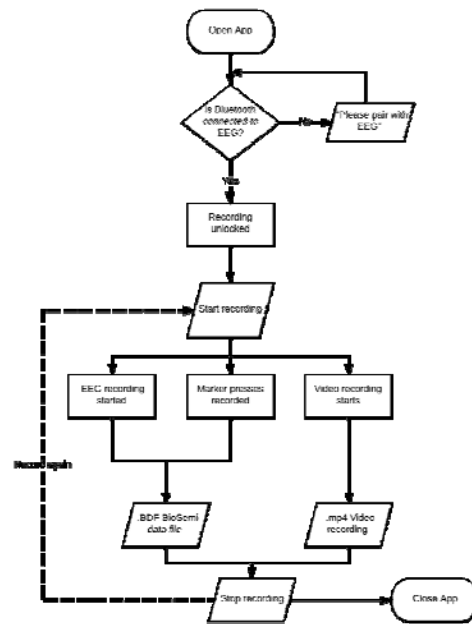 Open App
Is Bluetooth
connected to
EEG?
No
"Please pair with
EEG"
Yes
Recording
unlocked
Start recording
EEG recording
started
Marker presses
recorded
Video recording
starts
Record again
.BDF BioSemi
data file
.mp4 Video
recording
Stop recording
Close App